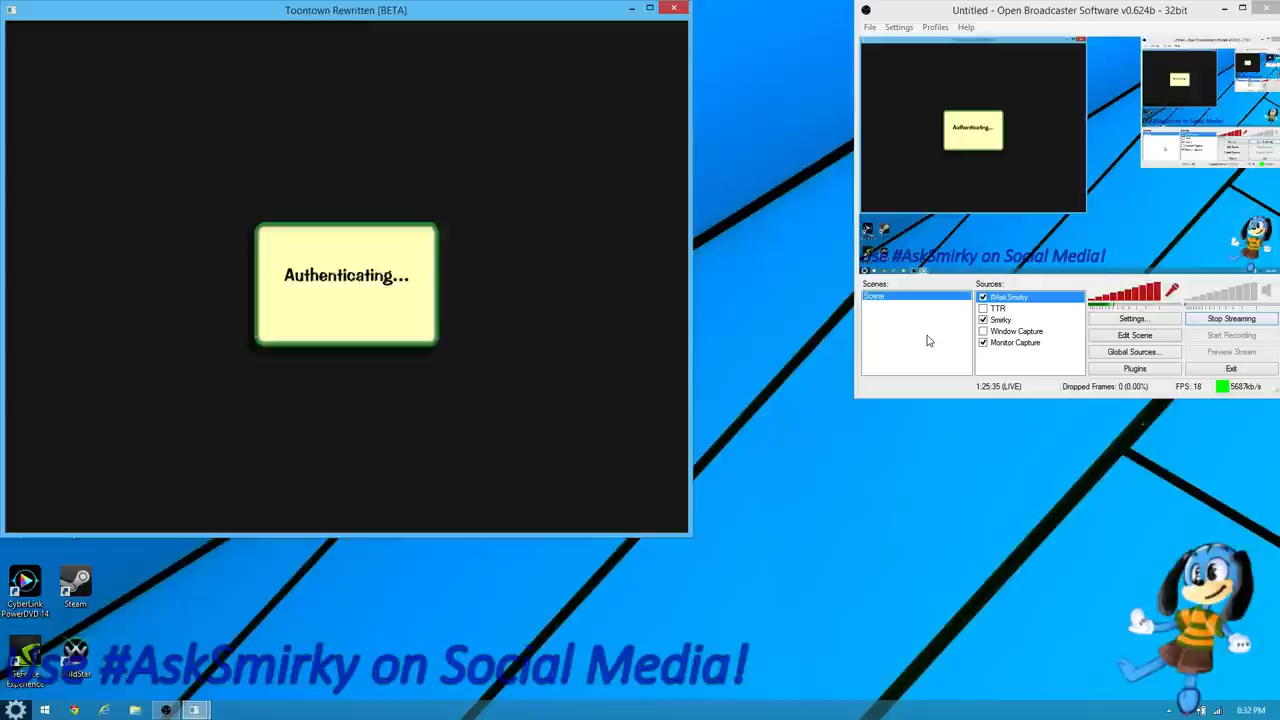 Toontown Rewritten [BETA]
Authenticating...
CyberLink
PowerDVD 14
Steam
GeForce
Experience
WildStar
use #AskSmirky on Social Media!
Untitled - Open Broadcaster Software v0.624b - 32bit
File Settings Profiles Help
Authenticating...
use #AskSmirky on Social Media!
Scenes:
Scene
Sources:
#AskSmirky
TTR
Smirky
Window Capture
Monitor Capture
Settings...
Stop Streaming
Edit Scene
Start Recording
Global Sources...
Preview Stream
Plugins
Exit
1:25:35 (LIVE)
Dropped Frames: 0 (0.00%)
FPS: 18
5687kb/s
8:32 PM